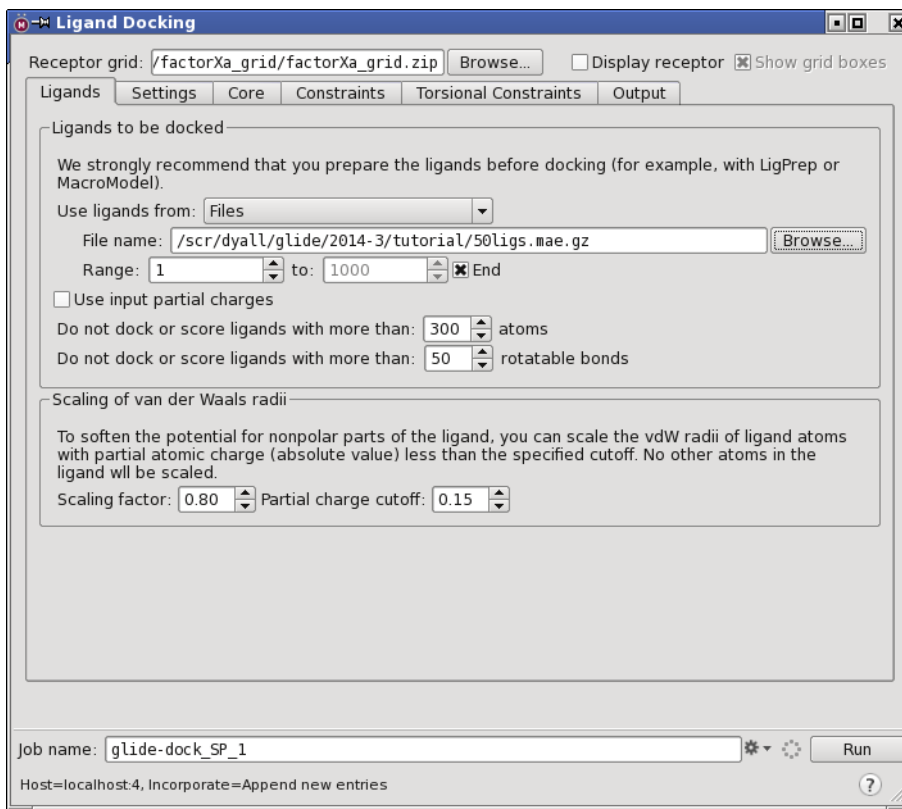 Ligand Docking
Receptor grid: /factorXa_grid/factorXa_grid.zip Browse... Display receptor Show grid boxes
Ligands Settings Core Constraints Torsional Constraints Output
Ligands to be docked
We strongly recommend that you prepare the ligands before docking (for example, with LigPrep or
MacroModel).
Use ligands from: Files
File name: /scr/dyall/glide/2014-3/tutorial/50ligs.mae.gz Browse...
Range: 1 to: 1000 End
Use input partial charges
Do not dock or score ligands with more than: 300 atoms
Do not dock or score ligands with more than: 50 rotatable bonds
Scaling of van der Waals radii
To soften the potential for nonpolar parts of the ligand, you can scale the vdW radii of ligand atoms
with partial atomic charge (absolute value) less than the specified cutoff. No other atoms in the
ligand wll be scaled.
Scaling factor: 0.80 Partial charge cutoff: 0.15
Job name: glide-dock_SP_1 Run
Host=localhost:4, Incorporate=Append new entries ?